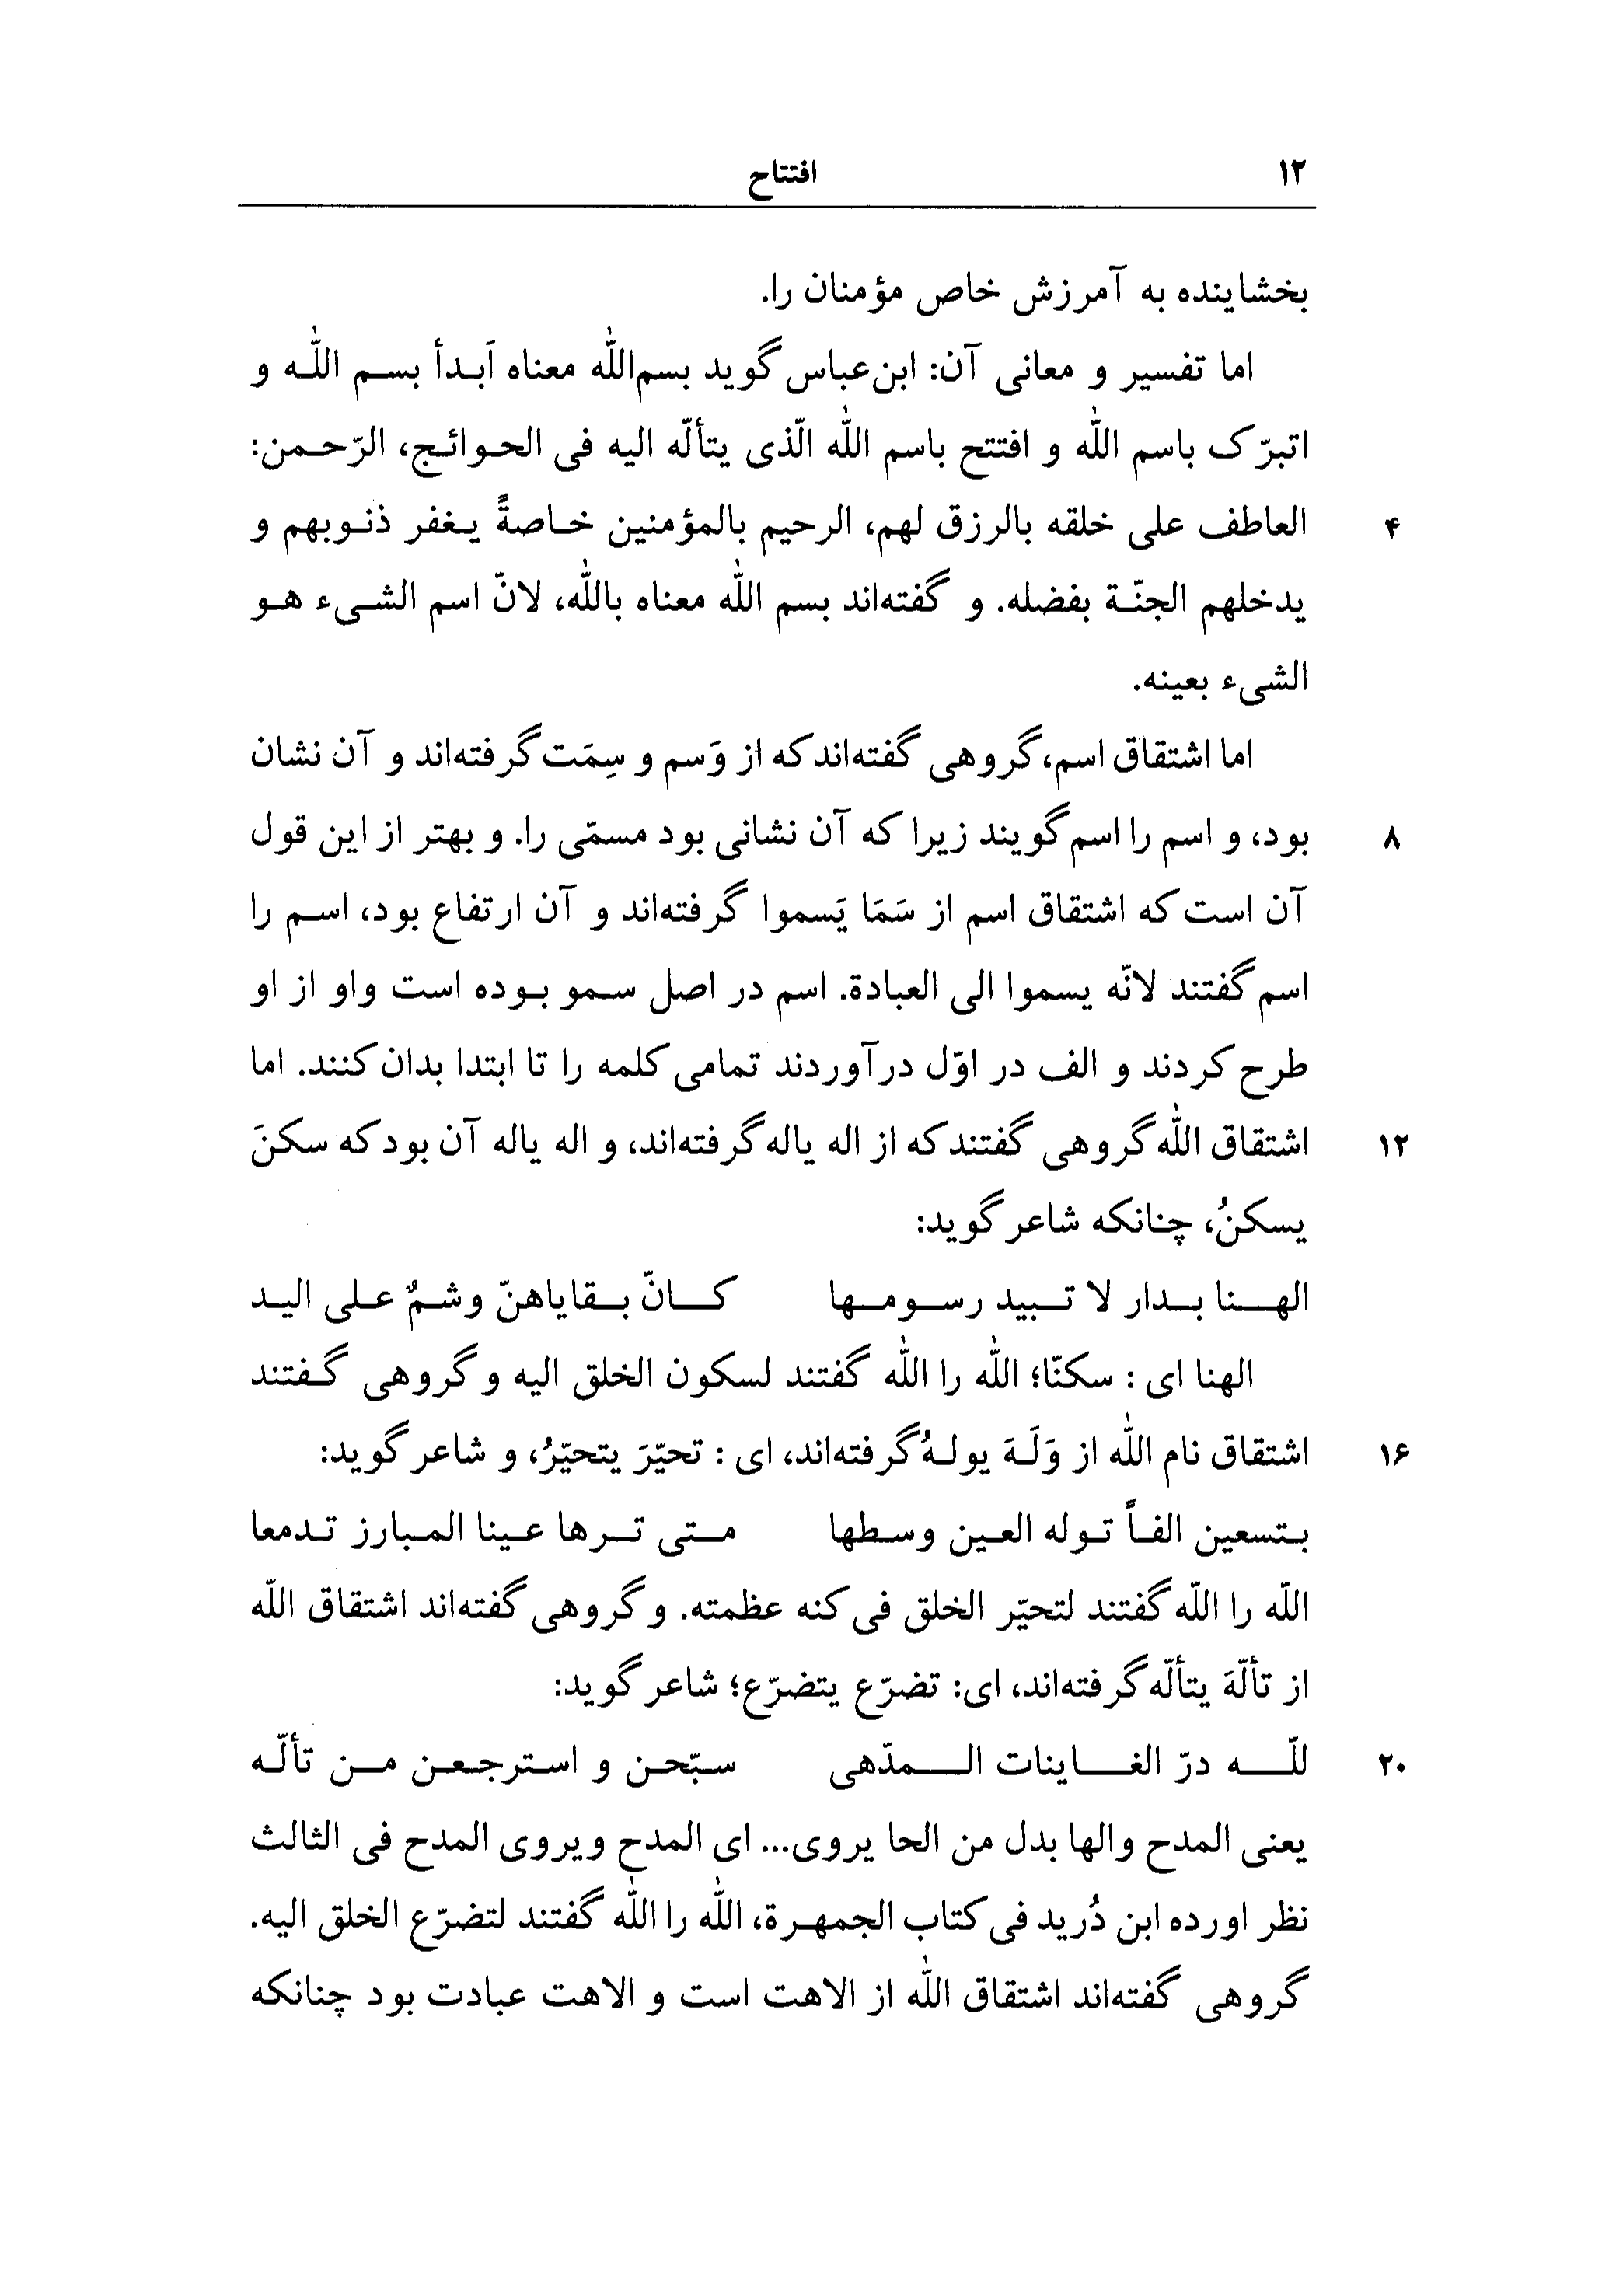 ۱۲ افتتاح
بخشاینده به آمرزش خاص مؤمنان را.
اما تفسیر و معانی آن: ابن‌عباس گوید بسم‌الله معناه اَبدأ بسم اللّه و
اتبرّک باسم الله و افتتح باسم الله الّذی یتألّه الیه فی الحوائج، الرّحمن:
۴ العاطف علی خلقه بالرزق لهم، الرحیم بالمؤمنین خاصةً یغفر ذنوبهم و
یدخلهم الجنّة بفضله. و گفته‌اند بسم الله معناه بالله، لانّ اسم الشیء هو
الشیء بعینه.
اما اشتقاق اسم، گروهی گفته‌اند که از وَسم و سِمَت گرفته‌اند و آن نشان
۸ بود، و اسم را اسم گویند زیرا که آن نشانی بود مسمّی را. و بهتر از این قول
آن است که اشتقاق اسم از سَمَا یَسموا گرفته‌اند و آن ارتفاع بود، اسم را
اسم گفتند لانّه یسموا الی العبادة. اسم در اصل سمو بوده است واو از او
طرح کردند و الف در اوّل درآوردند تمامی کلمه را تا ابتدا بدان کنند. اما
۱۲ اشتقاق الله گروهی گفتند که از اله یاله گرفته‌اند، و اله یاله آن بود که سکنَ
یسکنُ، چنانکه شاعر گوید:
الهنا بدار لا تبید رسومها کانّ بقایاهنّ وشمٌ علی الید
الهنا ای : سکنّا؛ الله را الله گفتند لسکون الخلق الیه و گروهی گفتند
۱۶ اشتقاق نام الله از وَلَهَ یولهُ گرفته‌اند، ای : تحیّرَ یتحیّرُ، و شاعر گوید:
بتسعین الفاً توله العین وسطها متی ترها عینا المبارز تدمعا
اللّه را اللّه گفتند لتحیّر الخلق فی کنه عظمته. و گروهی گفته‌اند اشتقاق اللّه
از تألّهَ یتألّه گرفته‌اند، ای: تضرّع یتضرّع؛ شاعر گوید:
۲۰ للّه درّ الغاینات المدّهی سبّحن و استرجعن من تألّه
یعنی المدح والها بدل من الحا یروی... ای المدح ویروی المدح فی الثالث
نظر اورده ابن دُرید فی کتاب الجمهرة، الله را الله گفتند لتضرّع الخلق الیه.
گروهی گفته‌اند اشتقاق الله از الاهت است و الاهت عبادت بود چنانکه